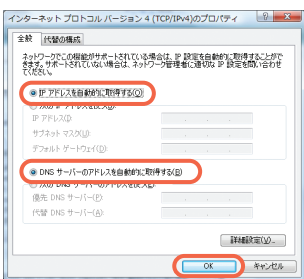 インターネット プロトコル バージョン 4 (TCP/IPv4)のプロパティ
全般 代替の構成
ネットワークでこの機能がサポートされている場合は、IP 設定を自動的に取得することがで
きます。サポートされていない場合は、ネットワーク管理者に適切な IP 設定を問い合わせ
てください。
IP アドレスを自動的に取得する(O)
次の IP アドレスを使う(S):
IP アドレス(I):
サブネット マスク(U):
デフォルト ゲートウェイ(D):
DNS サーバーのアドレスを自動的に取得する(B)
次の DNS サーバーのアドレスを使う(E):
優先 DNS サーバー(P):
代替 DNS サーバー(A):
詳細設定(V)...
OK キャンセル